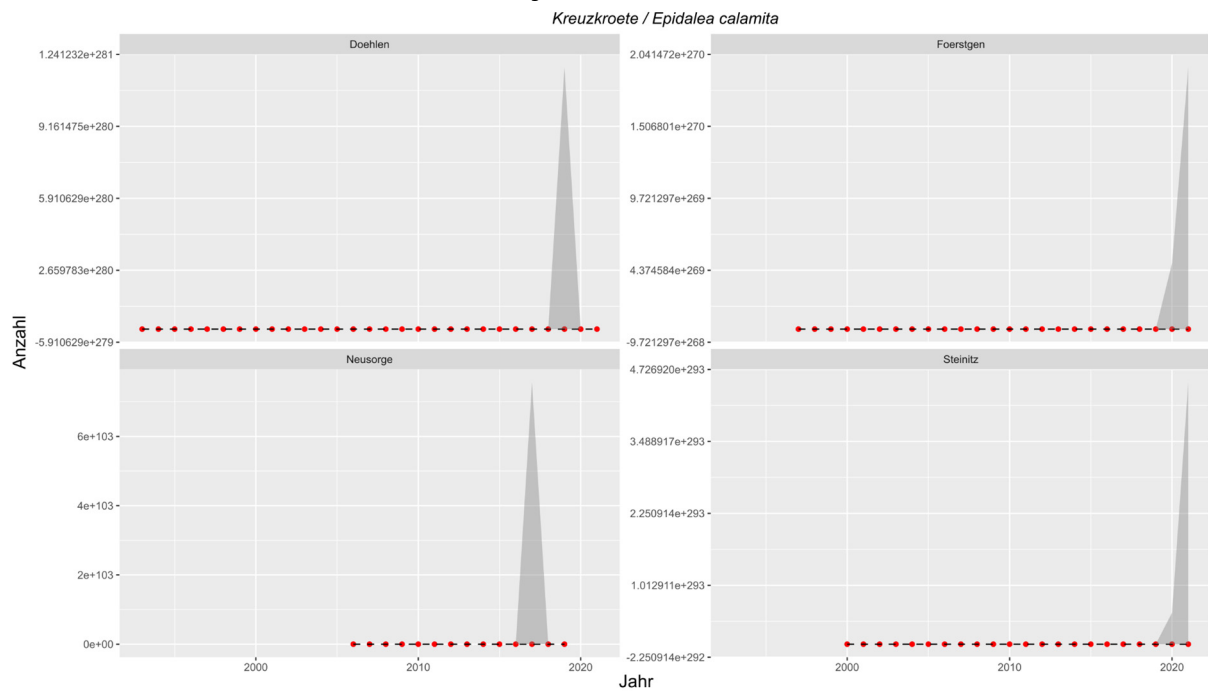 Kreuzkroete / Epidalea calamita
Doehlen
Foerstgen
1.241232e+281
9.161475e+280
5.910629e+280
2.659783e+280
-5.910629e+279
2.041472e+270
1.506801e+270
9.721297e+269
4.374584e+269
-9.721297e+268
Anzahl
Neusorge
Steinitz
6e+103
4e+103
2e+103
0e+00
4.726920e+293
3.488917e+293
2.250914e+293
1.012911e+293
-2.250914e+292
2000
2010
2020
2000
2010
2020
Jahr